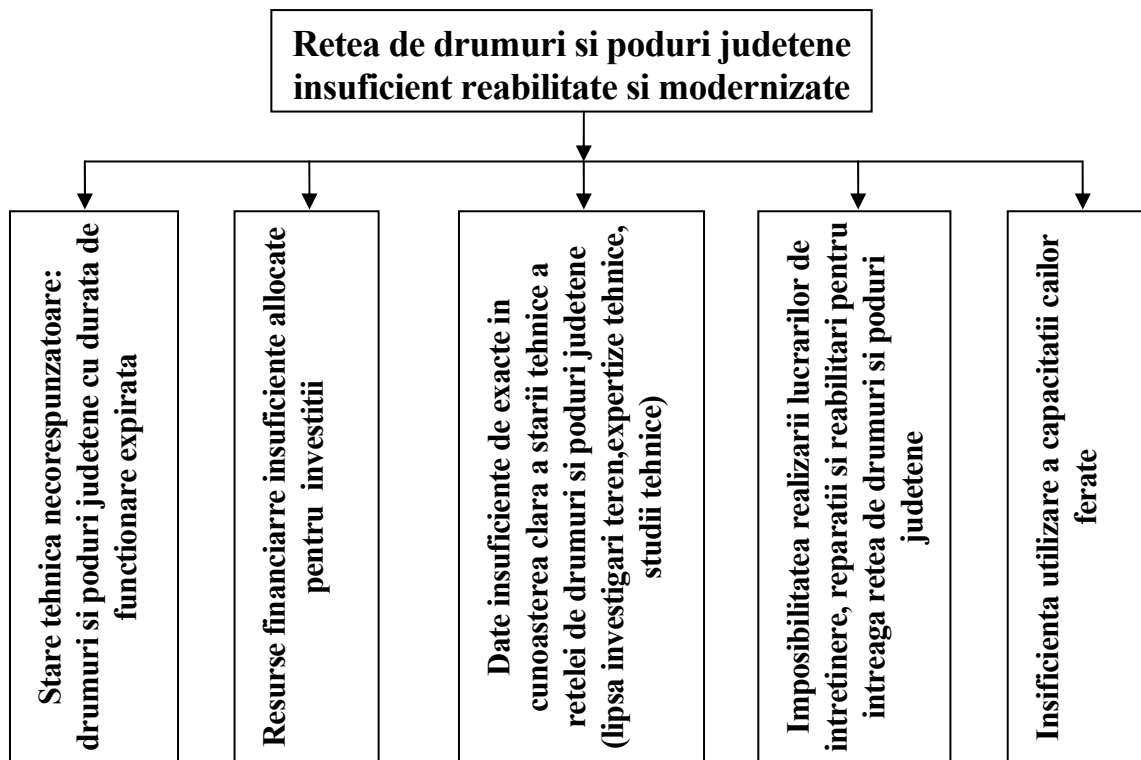 Retea de drumuri si poduri judetene
insuficient reabilitate si modernizate
Stare tehnica necorespunzatoare:
drumuri si poduri judetene cu durata de
functionare expirata
Resurse financiarre insuficiente allocate
pentru investitii
Date insuficiente de exacte in
cunoasterea clara a starii tehnice a
retelei de drumuri si poduri judetene
(lipsa investigari teren,expertize tehnice,
studii tehnice)
Imposibilitatea realizarii lucrarilor de
intretinere, reparatii si reabilitari pentru
intreaga retea de drumuri si poduri
judetene
Insificienta utilizare a capacitatii cailor
ferate